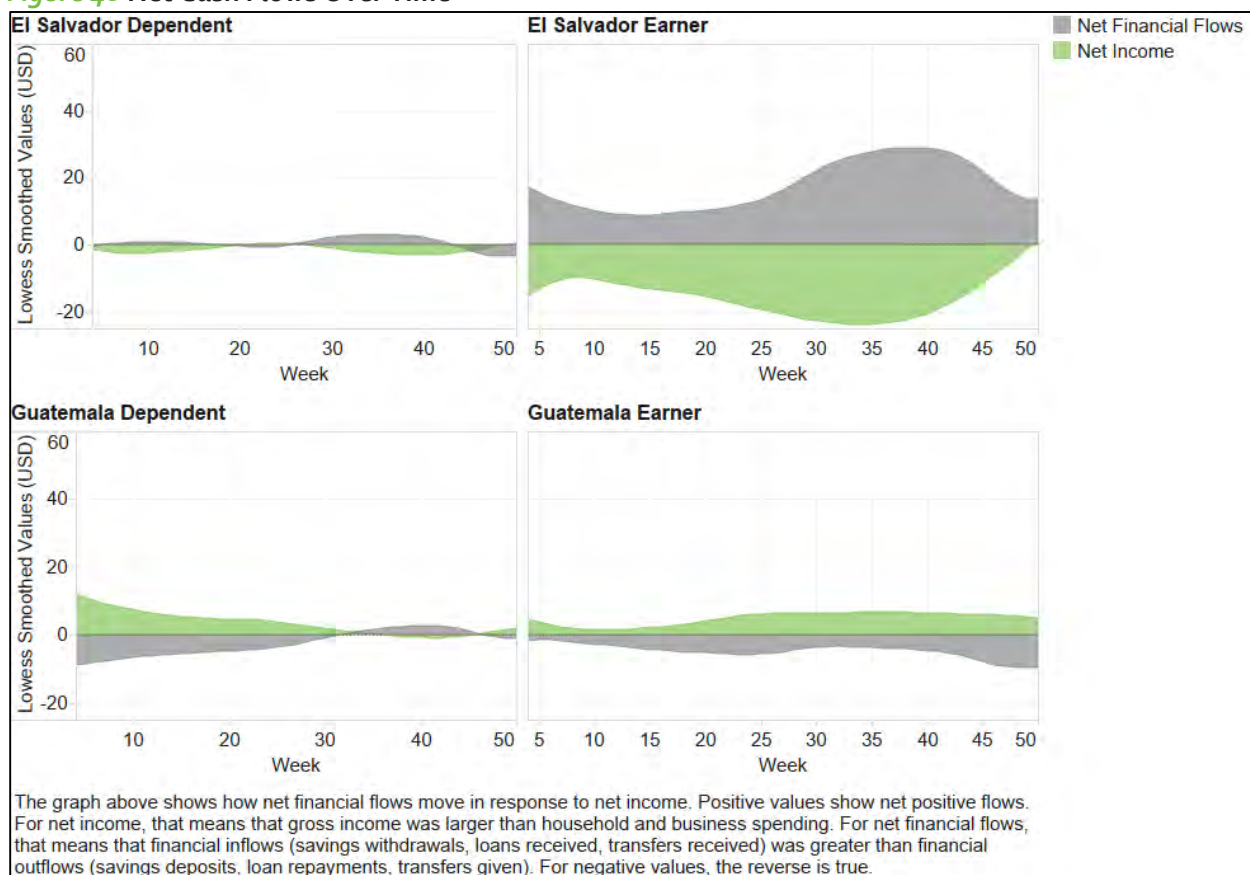 El Salvador Dependent
El Salvador Earner
Net Financial Flows
Net Income
Lowess Smoothed Values (USD)
60
40
20
0
-20
10 20 30 40 50
Week
5 10 15 20 25 30 35 40 45 50
Week
Guatemala Dependent
Guatemala Earner
Lowess Smoothed Values (USD)
60
40
20
0
-20
10 20 30 40 50
Week
5 10 15 20 25 30 35 40 45 50
Week
The graph above shows how net financial flows move in response to net income. Positive values show net positive flows.
For net income, that means that gross income was larger than household and business spending. For net financial flows,
that means that financial inflows (savings withdrawals, loans received, transfers received) was greater than financial
outflows (savings deposits, loan repayments, transfers given). For negative values, the reverse is true.